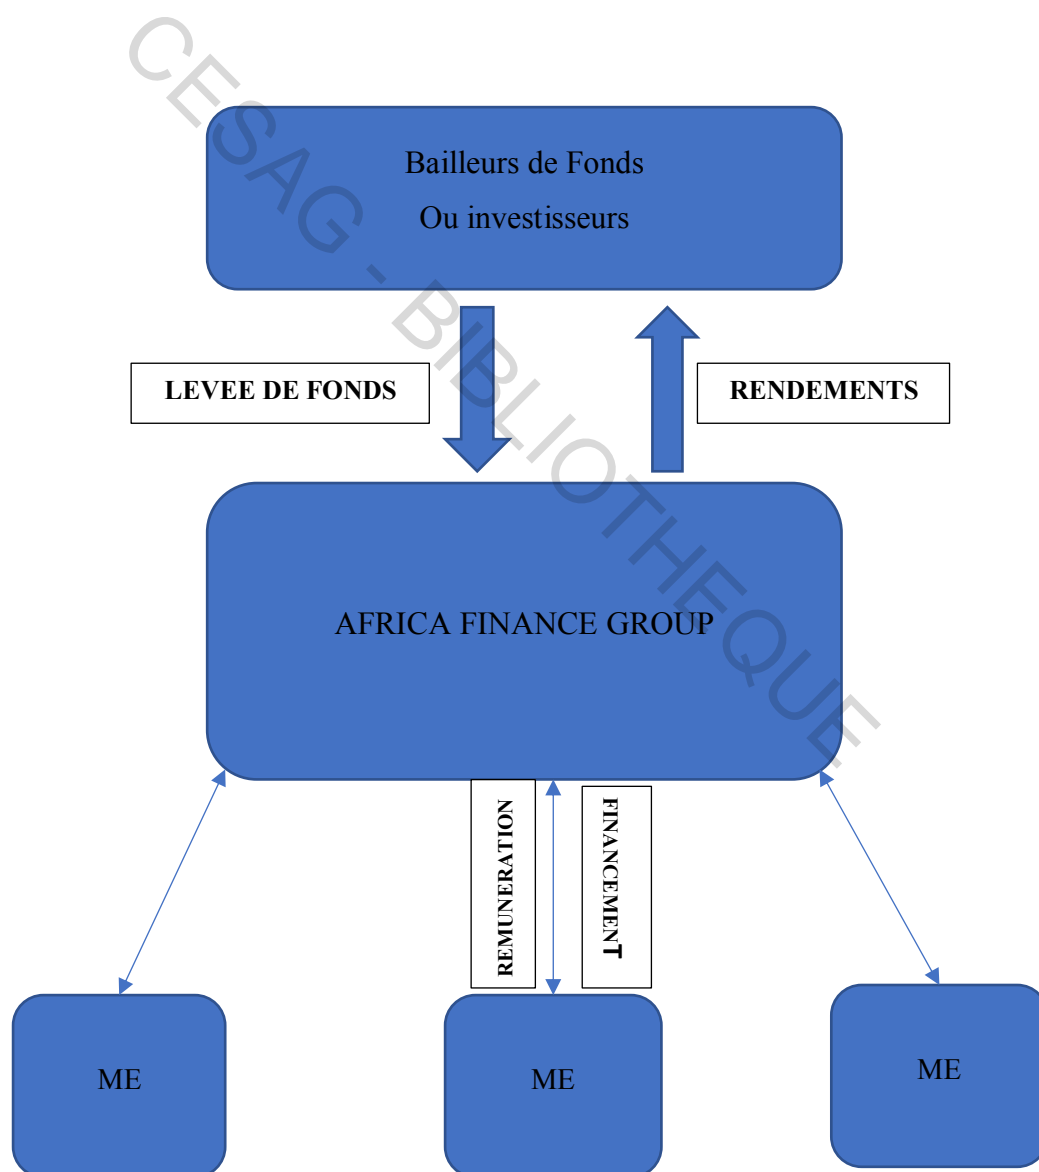 CESAG - BIBLIOTHEQUE
Bailleurs de Fonds
Ou investisseurs
LEVEE DE FONDS
RENDEMENTS
AFRICA FINANCE GROUP
REMUNERATION
FINANCEMENT
ME
ME
ME